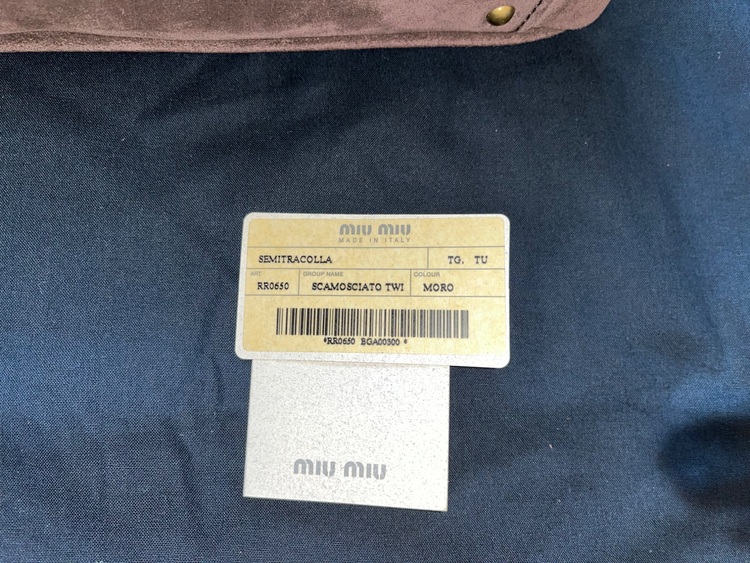 miu miu
MADE IN ITALY
SEMITRACOLLA TG. TU
ART GROUP NAME COLOUR
RR0650 SCAMOSCIATO TWI MORO
*RR0650 BGA00300 *
miu miu